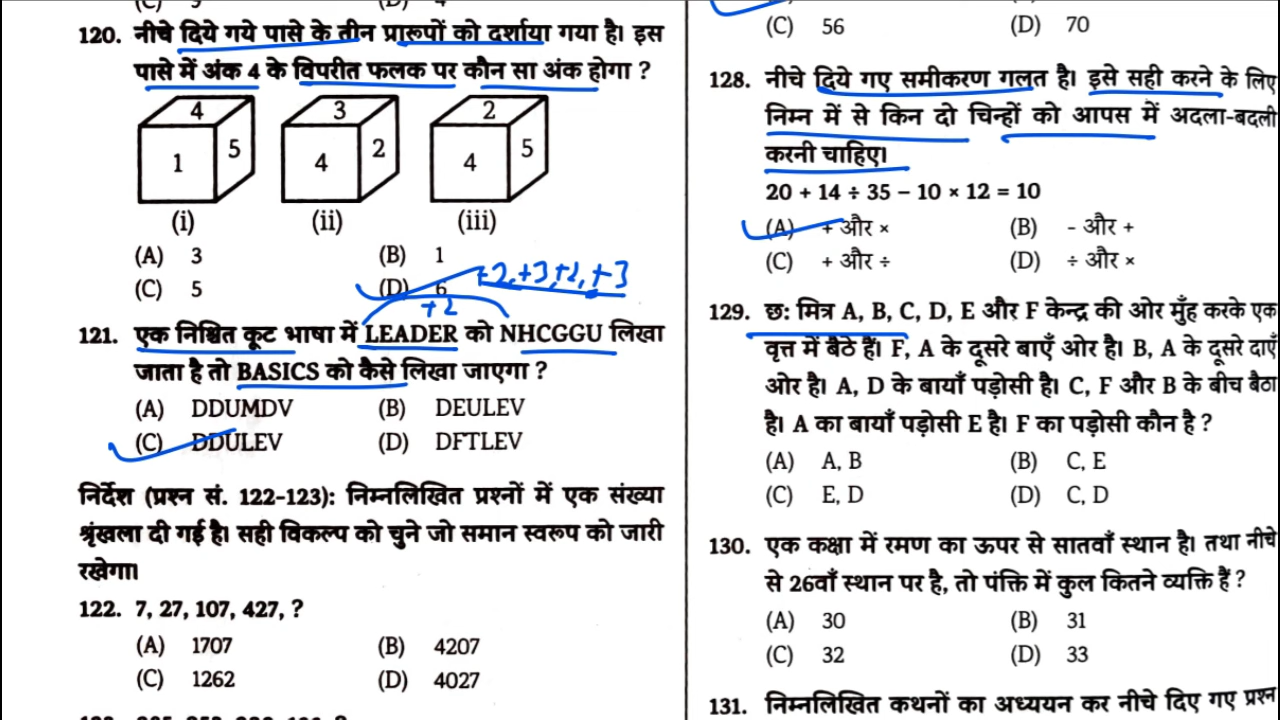 120. नीचे दिये गये पासे के तीन प्रारूपों को दर्शाया गया है। इस
पासे में अंक 4 के विपरीत फलक पर कौन सा अंक होगा ?
4 1 5
3 4 2
2 4 5
(i) (ii) (iii)
(A) 3 (B) 1
(C) 5 (D) 6
+2,+3,+2,+3
+2
121. एक निश्चित कूट भाषा में LEADER को NHCGGU लिखा
जाता है तो BASICS को कैसे लिखा जाएगा ?
(A) DDUMDV (B) DEULEV
(C) DDULEV (D) DFTLEV
निर्देश (प्रश्न सं. 122-123): निम्नलिखित प्रश्नों में एक संख्या
श्रृंखला दी गई है। सही विकल्प को चुने जो समान स्वरूप को जारी
रखेगा।
122. 7, 27, 107, 427, ?
(A) 1707 (B) 4207
(C) 1262 (D) 4027
(C) 56 (D) 70
128. नीचे दिये गए समीकरण गलत है। इसे सही करने के लिए
निम्न में से किन दो चिन्हों को आपस में अदला-बदली
करनी चाहिए।
20 + 14 ÷ 35 − 10 × 12 = 10
(A) + और × (B) - और +
(C) + और ÷ (D) ÷ और ×
129. छ: मित्र A, B, C, D, E और F केन्द्र की ओर मुँह करके एक
वृत्त में बैठे हैं। F, A के दूसरे बाएँ ओर है। B, A के दूसरे दाएँ
ओर है। A, D के बायाँ पड़ोसी है। C, F और B के बीच बैठा
है। A का बायाँ पड़ोसी E है। F का पड़ोसी कौन है ?
(A) A, B (B) C, E
(C) E, D (D) C, D
130. एक कक्षा में रमण का ऊपर से सातवाँ स्थान है। तथा नीचे
से 26वाँ स्थान पर है, तो पंक्ति में कुल कितने व्यक्ति हैं ?
(A) 30 (B) 31
(C) 32 (D) 33
131. निम्नलिखित कथनों का अध्ययन कर नीचे दिए गए प्रश्न